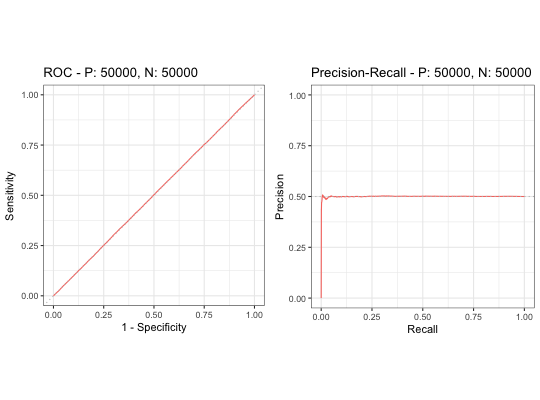 ROC - P: 50000, N: 50000
1.00
0.75
0.50
0.25
0.00
Sensitivity
0.00 0.25 0.50 0.75 1.00
1 - Specificity
Precision-Recall - P: 50000, N: 50000
1.00
0.75
0.50
0.25
0.00
Precision
0.00 0.25 0.50 0.75 1.00
Recall